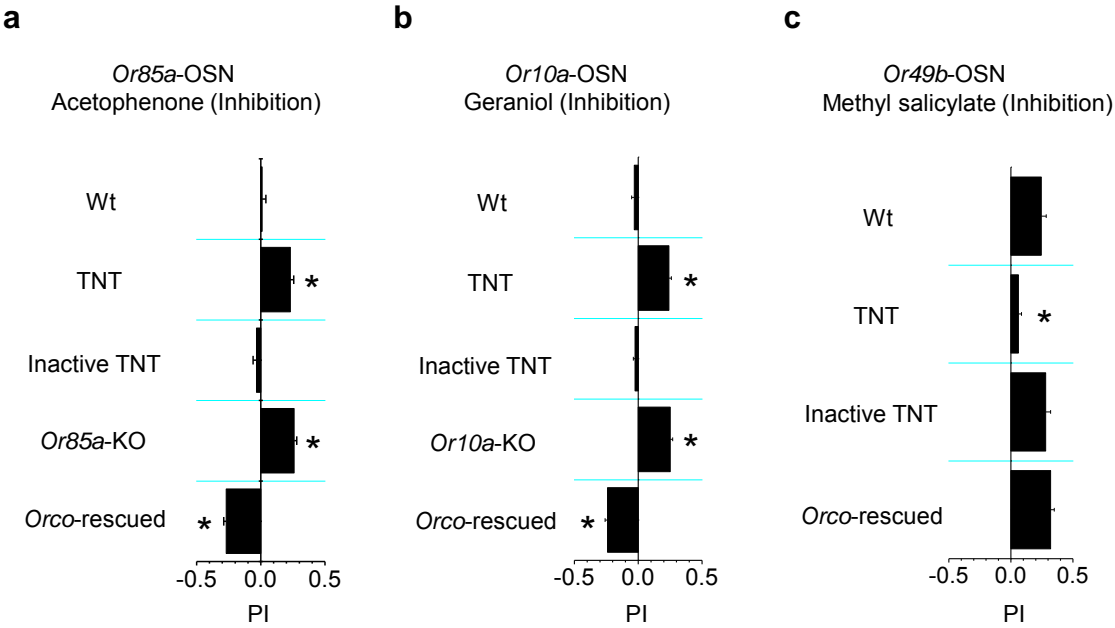 a
Or85a-OSN
Acetophenone (Inhibition)
Wt
TNT
*
Inactive TNT
Or85a-KO
*
Orco-rescued
*
-0.5 0.0 0.5
PI
b
Or10a-OSN
Geraniol (Inhibition)
Wt
TNT
*
Inactive TNT
Or10a-KO
*
Orco-rescued
*
-0.5 0.0 0.5
PI
c
Or49b-OSN
Methyl salicylate (Inhibition)
Wt
TNT
*
Inactive TNT
Orco-rescued
-0.5 0.0 0.5
PI